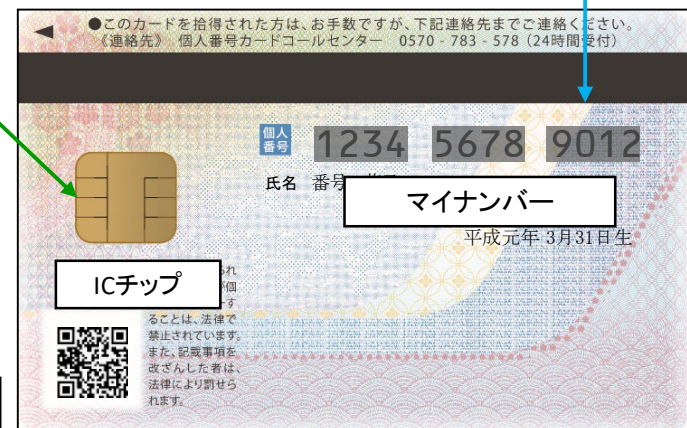 ●このカードを拾得された方は、お手数ですが、下記連絡先までご連絡ください。
《連絡先》 個人番号カードコールセンター 0570 - 783 - 578 (24時間受付)
個人
番号
1234 5678 9012
氏名 番号
マイナンバー
平成元年 3月31日生
ICチップ
られ
個
す
ることは、法律で
禁止されています。
また、記載事項を
改ざんした者は、
法律により罰せら
れます。